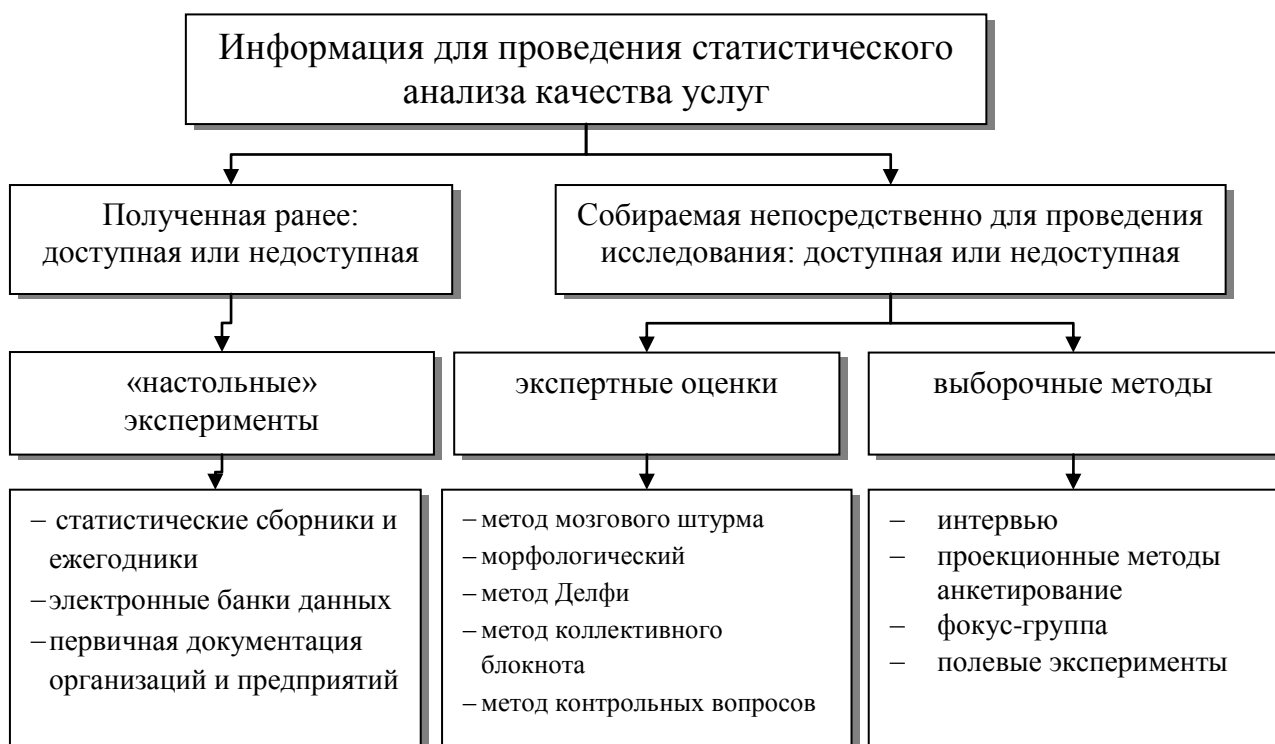 Информация для проведения статистического
анализа качества услуг
Полученная ранее:
доступная или недоступная
Собираемая непосредственно для проведения
исследования: доступная или недоступная
«настольные»
эксперименты
экспертные оценки
выборочные методы
– статистические сборники и
ежегодники
– электронные банки данных
– первичная документация
организаций и предприятий
– метод мозгового штурма
– морфологический
– метод Делфи
– метод коллективного
блокнота
– метод контрольных вопросов
– интервью
– проекционные методы
анкетирование
– фокус-группа
– полевые эксперименты